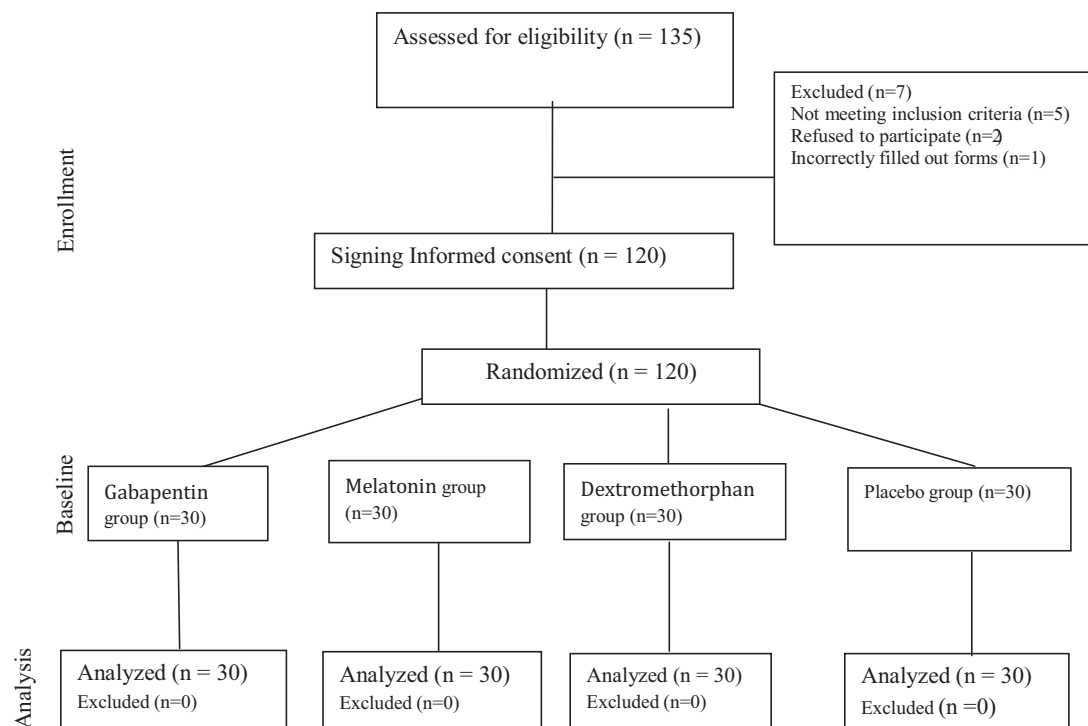 Assessed for eligibility (n = 135)
Excluded (n=7)
Not meeting inclusion criteria (n=5)
Refused to participate (n=2)
Incorrectly filled out forms (n=1)
Enrollment
Signing Informed consent (n = 120)
Randomized (n = 120)
Baseline
Gabapentin
group (n=30)
Melatonin group
(n=30)
Dextromethorphan
group (n=30)
Placebo group (n=30)
Analysis
Analyzed (n = 30)
Excluded (n=0)
Analyzed (n = 30)
Excluded (n=0)
Analyzed (n = 30)
Excluded (n=0)
Analyzed (n = 30)
Excluded (n =0)